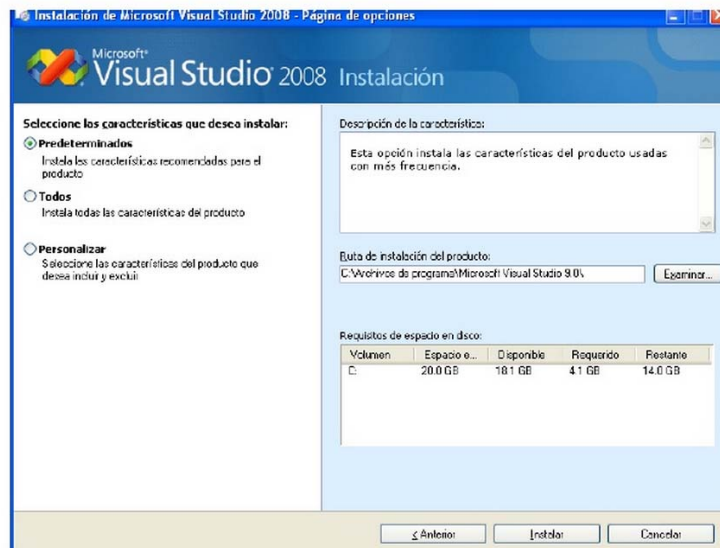 Instalación de Microsoft Visual Studio 2008 - Página de opciones
Microsoft®
Visual Studio® 2008 Instalación
Seleccione las características que desea instalar:
Predeterminados
Instala las características recomendadas para el
producto
Todos
Instala todas las características del producto
Personalizar
Seleccione las características del producto que
desea incluir y excluir
Descripción de la característica:
Esta opción instala las características del producto usadas
con más frecuencia.
Ruta de instalación del producto:
C:\Archivos de programa\Microsoft Visual Studio 9.0\
Examinar...
Requisitos de espacio en disco:
Volumen Espacio e... Disponible Requerido Restante
C: 20.0 GB 18.1 GB 4.1 GB 14.0 GB
< Anterior Instalar Cancelar